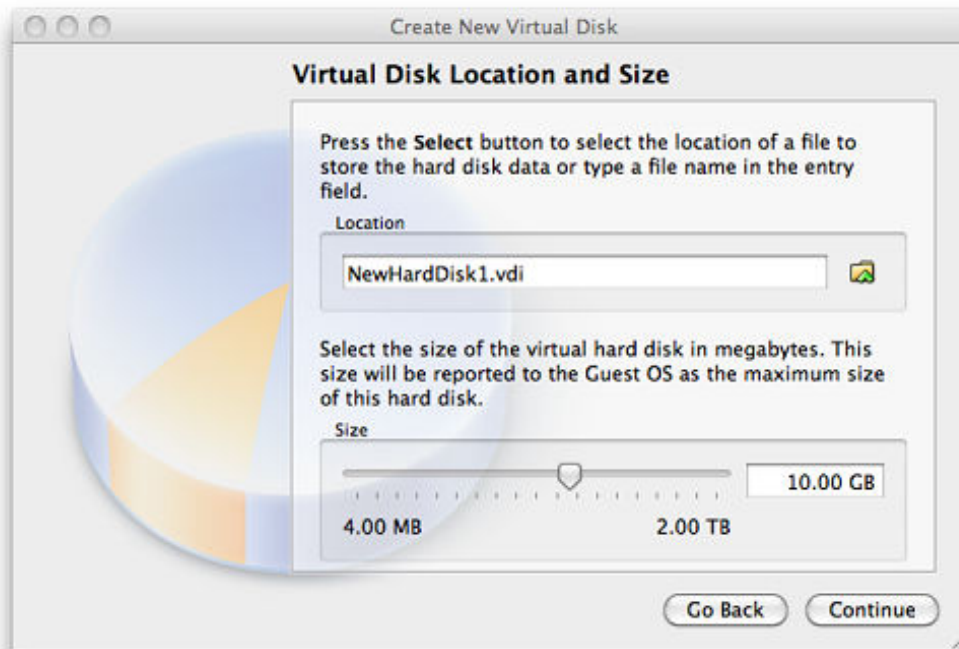 Create New Virtual Disk
Virtual Disk Location and Size
Press the Select button to select the location of a file to
store the hard disk data or type a file name in the entry
field.
Location
NewHardDisk1.vdi
Select the size of the virtual hard disk in megabytes. This
size will be reported to the Guest OS as the maximum size
of this hard disk.
Size
10.00 GB
4.00 MB 2.00 TB
Go Back Continue